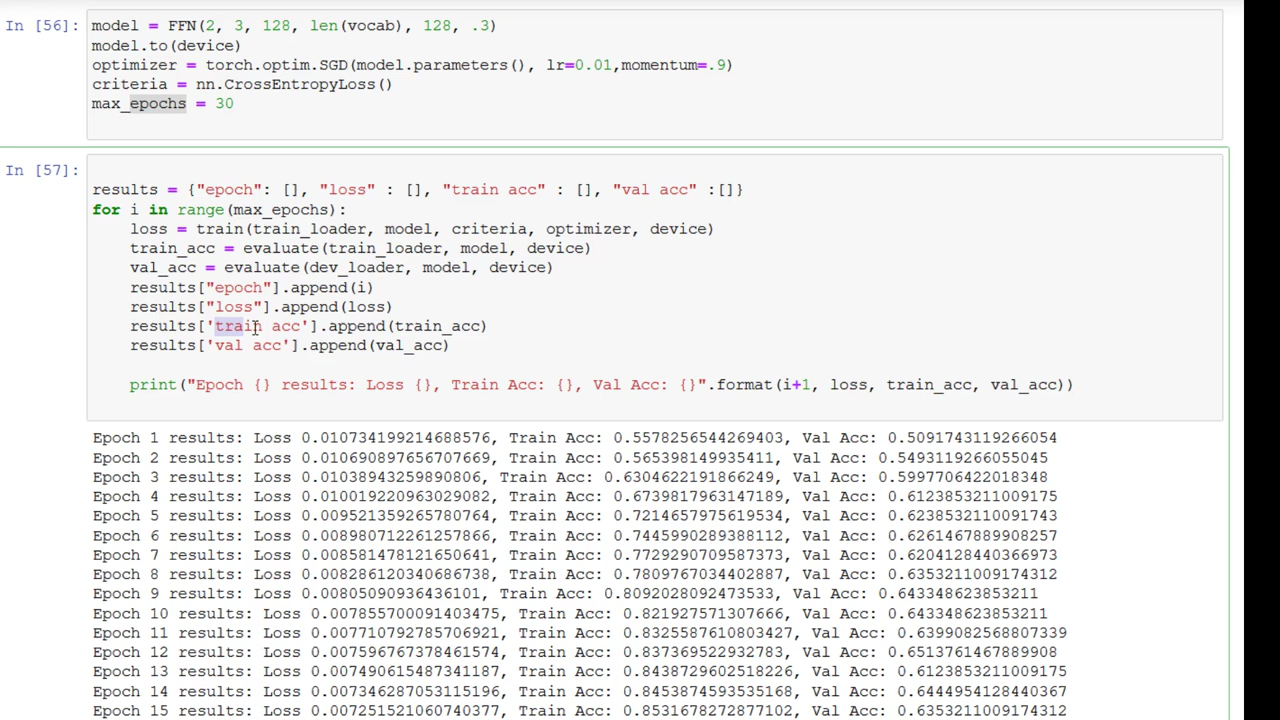 In [56]: model = FFN(2, 3, 128, len(vocab), 128, .3)
model.to(device)
optimizer = torch.optim.SGD(model.parameters(), lr=0.01,momentum=.9)
criteria = nn.CrossEntropyLoss()
max_epochs = 30
In [57]:
results = {"epoch": [], "loss" : [], "train acc" : [], "val acc" :[]}
for i in range(max_epochs):
    loss = train(train_loader, model, criteria, optimizer, device)
    train_acc = evaluate(train_loader, model, device)
    val_acc = evaluate(dev_loader, model, device)
    results["epoch"].append(i)
    results["loss"].append(loss)
    results['train acc'].append(train_acc)
    results['val acc'].append(val_acc)
    print("Epoch {} results: Loss {}, Train Acc: {}, Val Acc: {}".format(i+1, loss, train_acc, val_acc))
Epoch 1 results: Loss 0.010734199214688576, Train Acc: 0.5578256544269403, Val Acc: 0.5091743119266054
Epoch 2 results: Loss 0.010690897656707669, Train Acc: 0.565398149935411, Val Acc: 0.5493119266055045
Epoch 3 results: Loss 0.01038943259890806, Train Acc: 0.6304622191866249, Val Acc: 0.5997706422018348
Epoch 4 results: Loss 0.010019220963029082, Train Acc: 0.6739817963147189, Val Acc: 0.6123853211009175
Epoch 5 results: Loss 0.009521359265780764, Train Acc: 0.7214657975619534, Val Acc: 0.6238532110091743
Epoch 6 results: Loss 0.008980712261257866, Train Acc: 0.7445990289388112, Val Acc: 0.6261467889908257
Epoch 7 results: Loss 0.008581478121650641, Train Acc: 0.7729290709587373, Val Acc: 0.6204128440366973
Epoch 8 results: Loss 0.008286120340686738, Train Acc: 0.7809767034402887, Val Acc: 0.6353211009174312
Epoch 9 results: Loss 0.00805090936436101, Train Acc: 0.8092028092473533, Val Acc: 0.643348623853211
Epoch 10 results: Loss 0.007855700091403475, Train Acc: 0.821927571307666, Val Acc: 0.643348623853211
Epoch 11 results: Loss 0.007710792785706921, Train Acc: 0.8325587610803427, Val Acc: 0.6399082568807339
Epoch 12 results: Loss 0.007596767378461574, Train Acc: 0.837369522932783, Val Acc: 0.6513761467889908
Epoch 13 results: Loss 0.007490615487341187, Train Acc: 0.8438729602518226, Val Acc: 0.6123853211009175
Epoch 14 results: Loss 0.007346287053115196, Train Acc: 0.8453874593535168, Val Acc: 0.6444954128440367
Epoch 15 results: Loss 0.007251521060740377, Train Acc: 0.8531678272877102, Val Acc: 0.6353211009174312